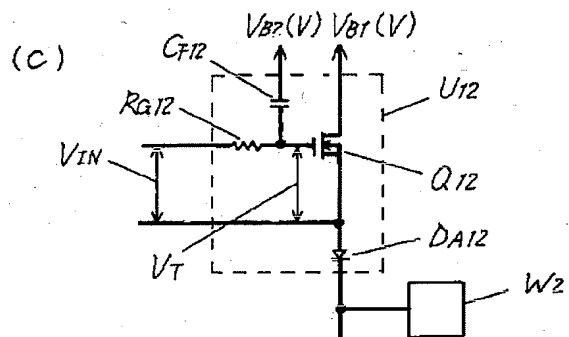 (C)
VB2(V)
VB1(V)
CF12
U12
RG12
VIN
Q12
VT
DA12
W2